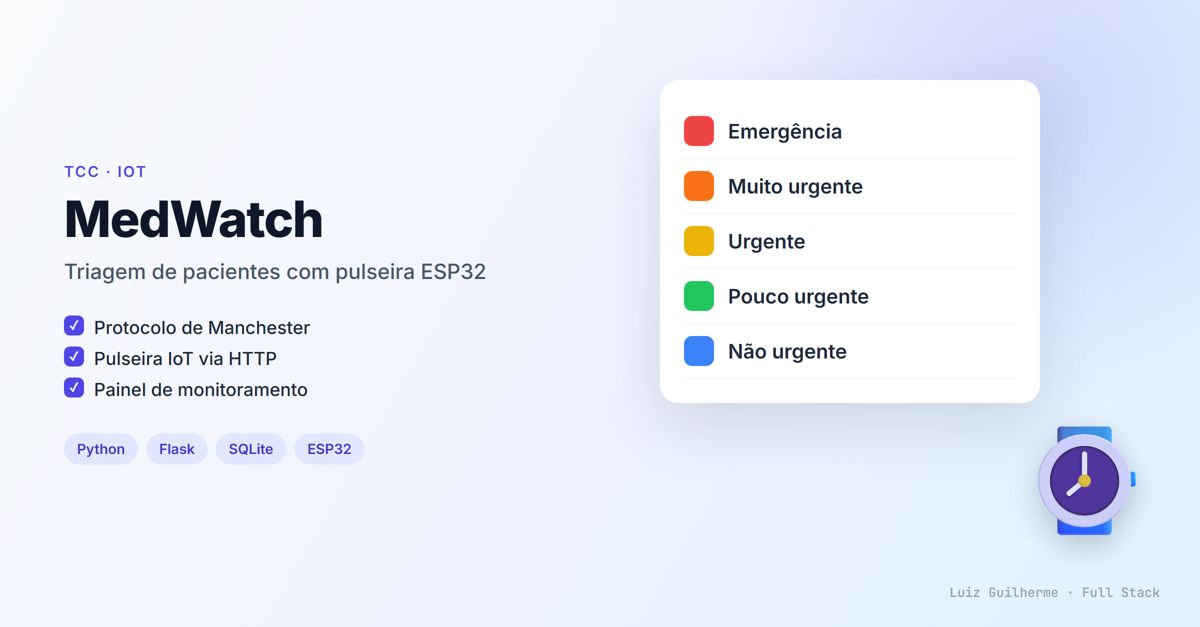 TCC · IOT
MedWatch
Triagem de pacientes com pulseira ESP32
Protocolo de Manchester
Pulseira IoT via HTTP
Painel de monitoramento
Python
Flask
SQLite
ESP32
Emergência
Muito urgente
Urgente
Pouco urgente
Não urgente
Luiz Guilherme · Full Stack